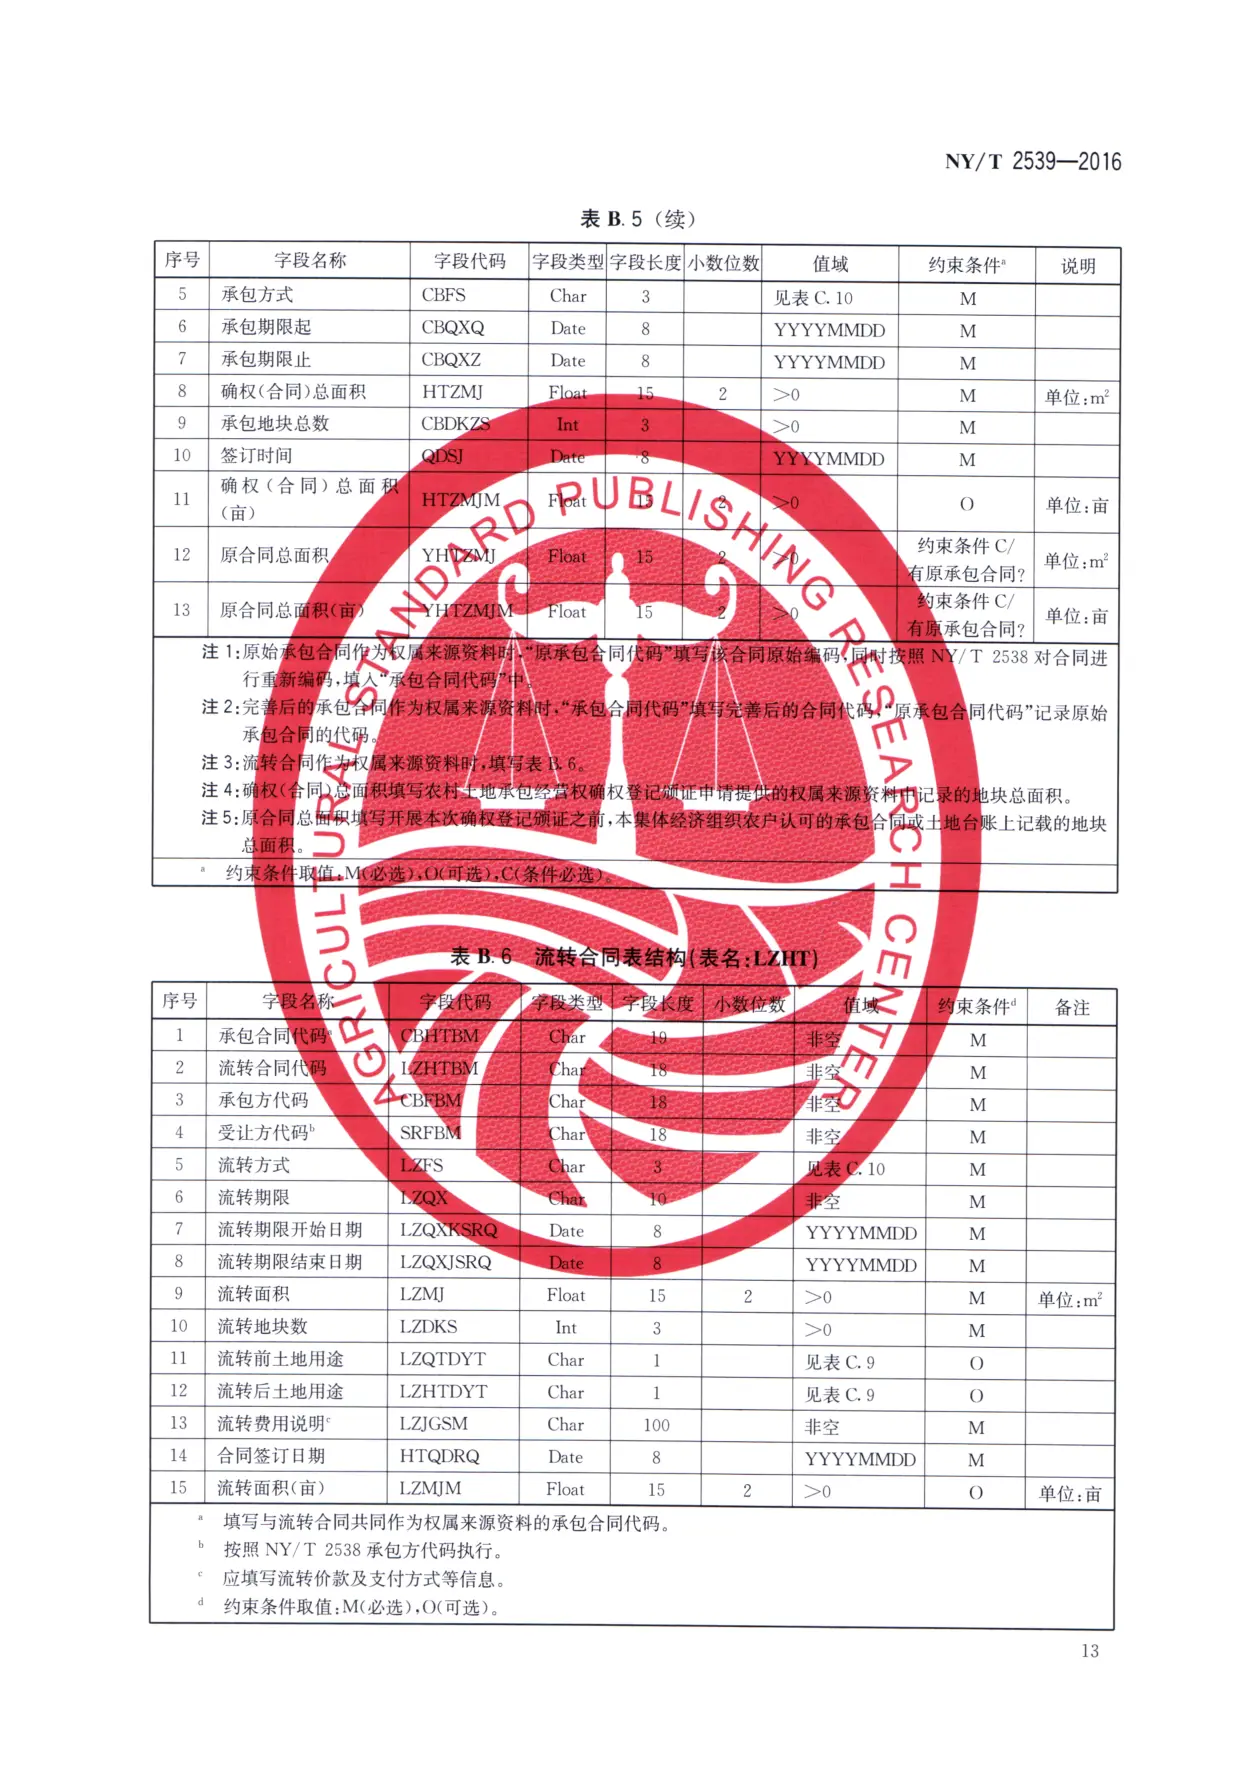 NY/T 2539—2016
表 B.5（续）
序号 字段名称 字段代码 字段类型 字段长度 小数位数 值域 约束条件a 说明
5 承包方式 CBFS Char 3 见表 C.10 M
6 承包期限起 CBQXQ Date 8 YYYYMMDD M
7 承包期限止 CBQXZ Date 8 YYYYMMDD M
8 确权(合同)总面积 HTZMJ Float 15 2 >0 M 单位:m²
9 承包地块总数 CBDKZS Int 3 >0 M
10 签订时间 QDSJ Date 8 YYYYMMDD M
11 确权(合同)总面积(亩) HTZMJM Float 15 2 >0 O 单位:亩
12 原合同总面积 YHTZMJ Float 15 2 >0 约束条件 C/有原承包合同? 单位:m²
13 原合同总面积(亩) YHTZMJM Float 15 2 >0 约束条件 C/有原承包合同? 单位:亩
注 1:原始承包合同作为权属来源资料时,“原承包合同代码”填写该合同原始编码,同时按照 NY/T 2538 对合同进
行重新编码,填入“承包合同代码”中。
注 2:完善后的承包合同作为权属来源资料时,“承包合同代码”填写完善后的合同代码,“原承包合同代码”记录原始
承包合同的代码。
注 3:流转合同作为权属来源资料时,填写表 B.6。
注 4:确权(合同)总面积填写农村土地承包经营权确权登记颁证申请提供的权属来源资料中记录的地块总面积。
注 5:原合同总面积填写开展本次确权登记颁证之前,本集体经济组织农户认可的承包合同或土地台账上记载的地块
总面积。
a 约束条件取值:M(必选),O(可选),C(条件必选)。
表 B.6 流转合同表结构(表名:LZHT)
序号 字段名称 字段代码 字段类型 字段长度 小数位数 值域 约束条件d 备注
1 承包合同代码a CBHTBM Char 19 非空 M
2 流转合同代码 LZHTBM Char 18 非空 M
3 承包方代码 CBFBM Char 18 非空 M
4 受让方代码b SRFBM Char 18 非空 M
5 流转方式 LZFS Char 3 见表 C.10 M
6 流转期限 LZQX Char 10 非空 M
7 流转期限开始日期 LZQXKSRQ Date 8 YYYYMMDD M
8 流转期限结束日期 LZQXJSRQ Date 8 YYYYMMDD M
9 流转面积 LZMJ Float 15 2 >0 M 单位:m²
10 流转地块数 LZDKS Int 3 >0 M
11 流转前土地用途 LZQTDYT Char 1 见表 C.9 O
12 流转后土地用途 LZHTDYT Char 1 见表 C.9 O
13 流转费用说明c LZJGSM Char 100 非空 M
14 合同签订日期 HTQDRQ Date 8 YYYYMMDD M
15 流转面积(亩) LZMJM Float 15 2 >0 O 单位:亩
a 填写与流转合同共同作为权属来源资料的承包合同代码。
b 按照 NY/T 2538 承包方代码执行。
c 应填写流转价款及支付方式等信息。
d 约束条件取值:M(必选),O(可选)。
13
AGRICULTURAL STANDARD PUBLISHING RESEARCH CENTER